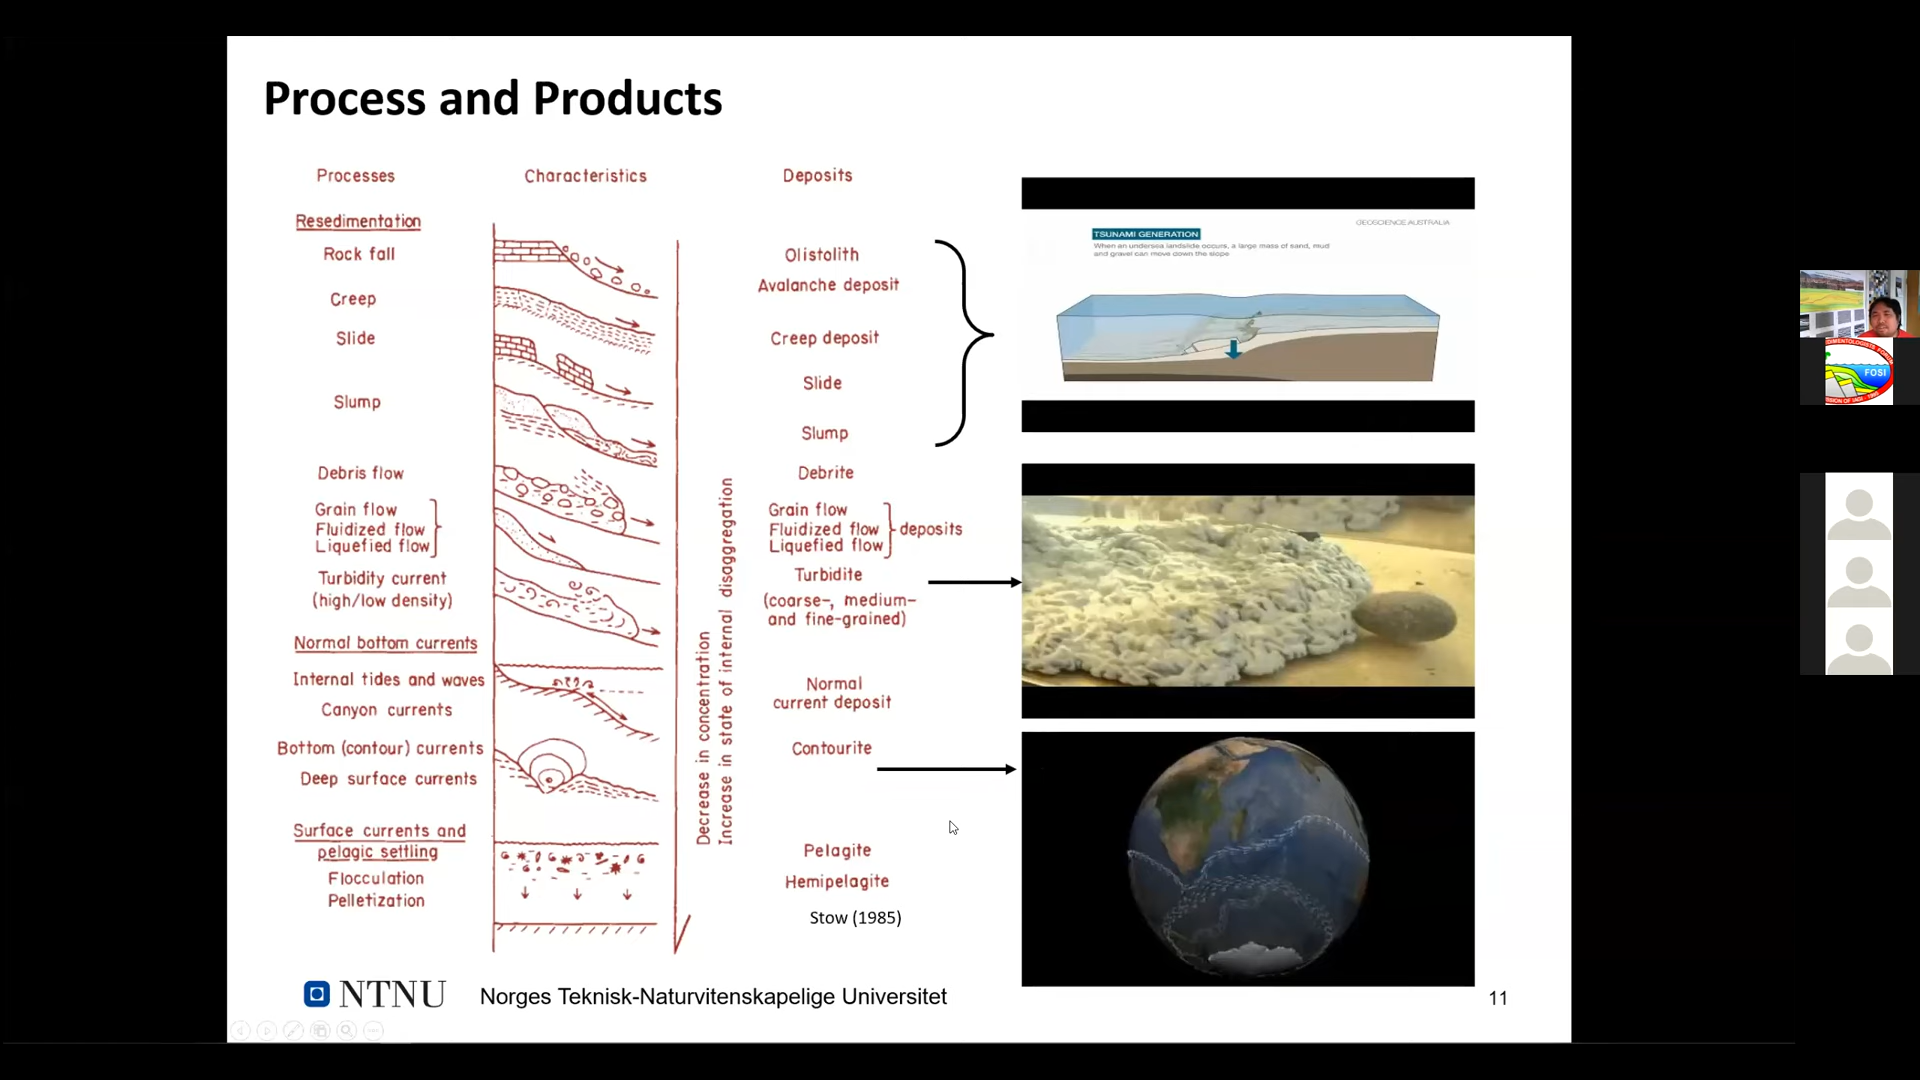 Process and Products
Processes
Characteristics
Deposits
Resedimentation
Rock fall
Creep
Slide
Slump
Debris flow
Grain flow
Fluidized flow
Liquefied flow
Turbidity current
(high/low density)
Normal bottom currents
Internal tides and waves
Canyon currents
Bottom (contour) currents
Deep surface currents
Surface currents and
pelagic settling
Flocculation
Pelletization
Decrease in concentration
Increase in state of internal disaggregation
Olistolith
Avalanche deposit
Creep deposit
Slide
Slump
Debrite
Grain flow
Fluidized flow
Liquefied flow
deposits
Turbidite
(coarse-, medium-
and fine-grained)
Normal
current deposit
Contourite
Pelagite
Hemipelagite
Stow (1985)
GEOSCIENCE AUSTRALIA
TSUNAMI GENERATION
When an undersea landslide occurs, a large mass of sand, mud
and gravel can move down the slope
NTNU
Norges Teknisk-Naturvitenskapelige Universitet
11
FOSI